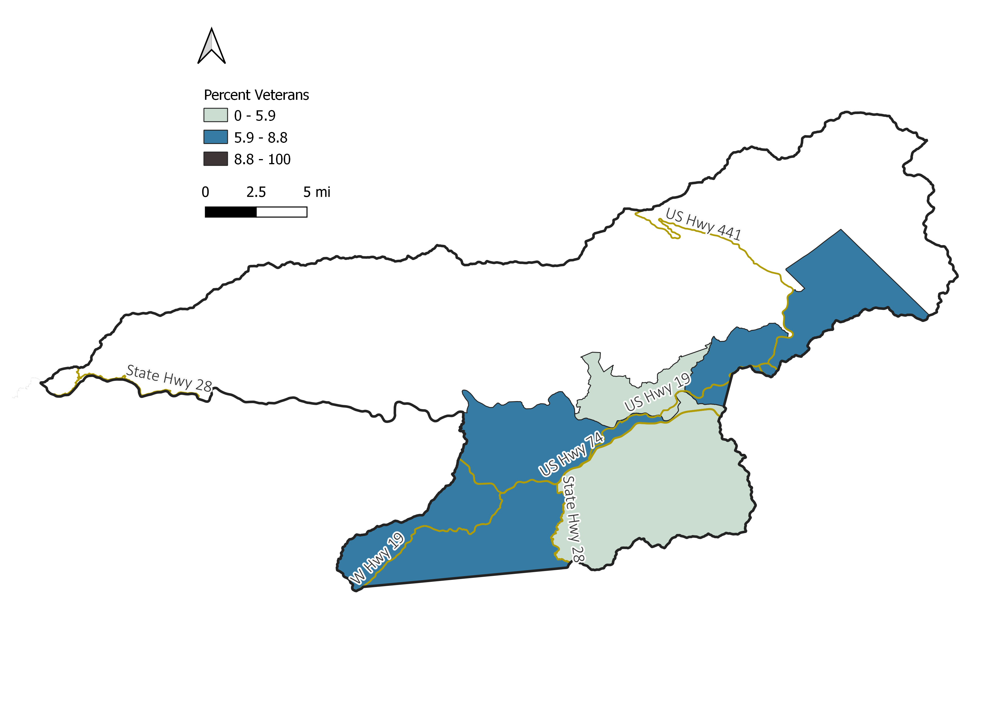 Percent Veterans
0 - 5.9
5.9 - 8.8
8.8 - 100
0 2.5 5 mi
US Hwy 441
State Hwy 28
US Hwy 19
US Hwy 74
State Hwy 28
W Hwy 19